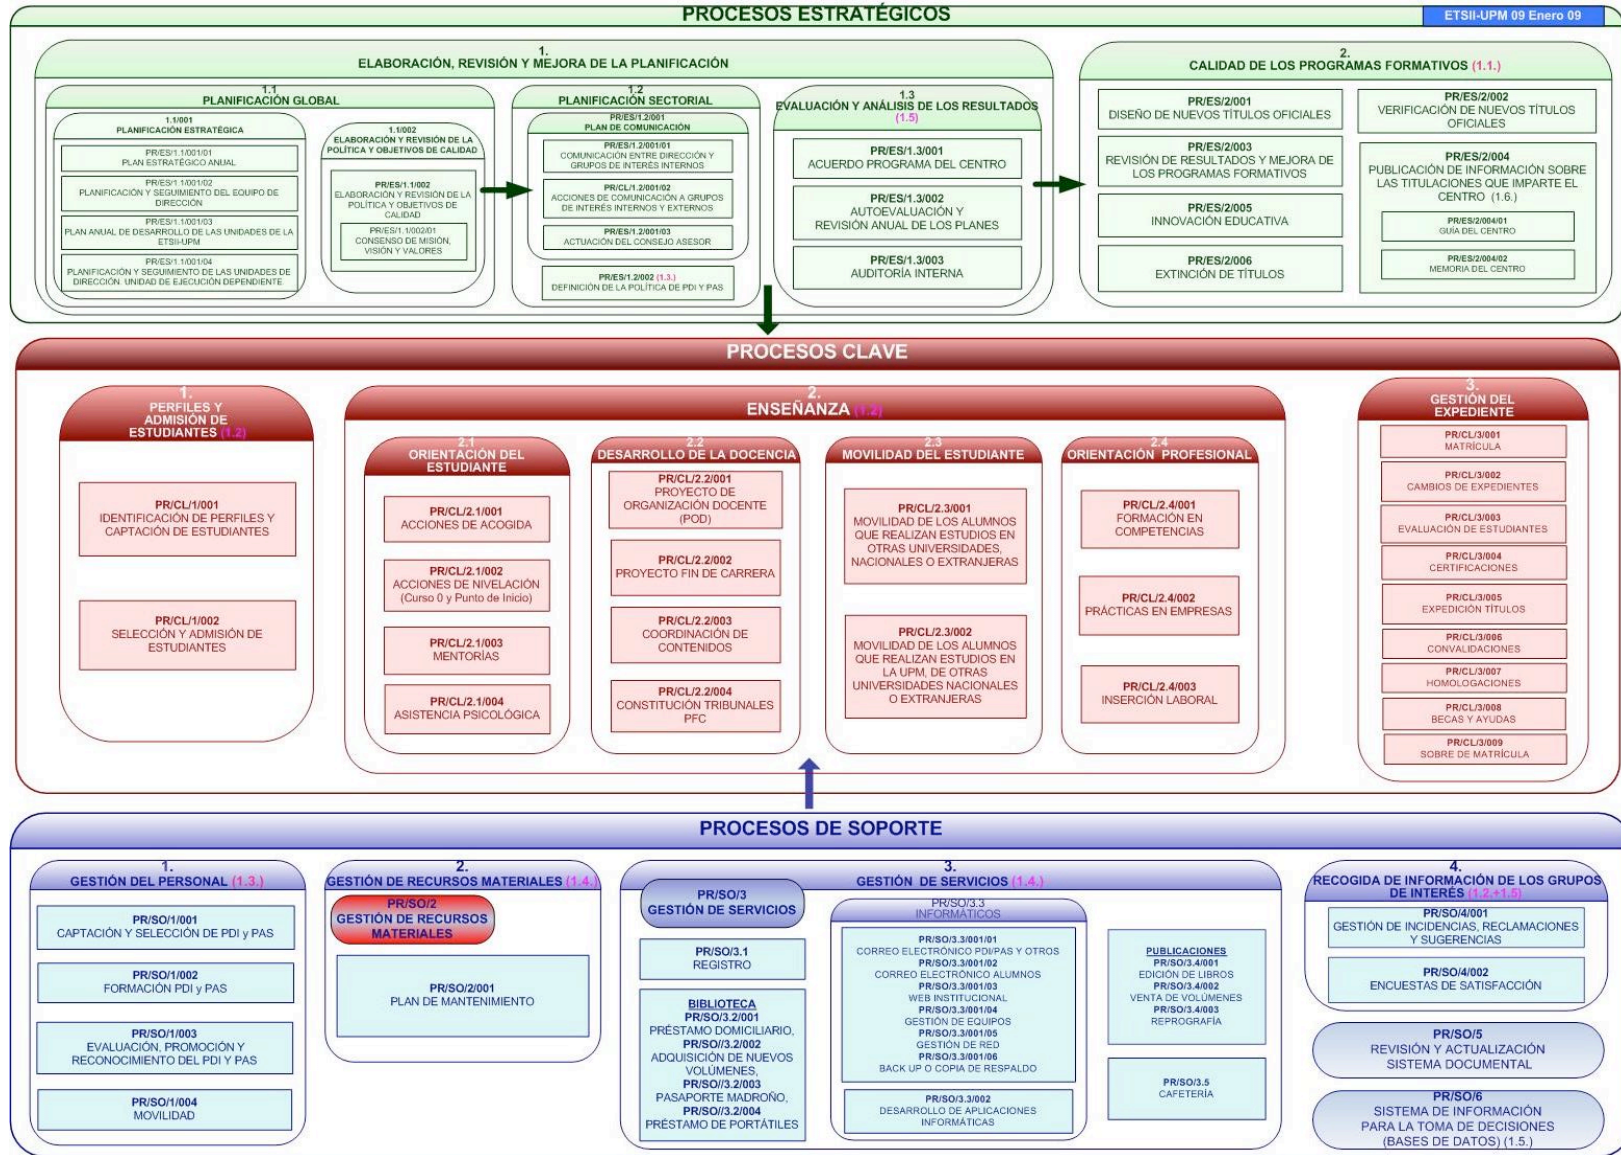 PROCESOS ESTRATÉGICOS
ETSII-UPM 09 Enero 09
1.
ELABORACIÓN, REVISIÓN Y MEJORA DE LA PLANIFICACIÓN
1.1
PLANIFICACIÓN GLOBAL
1.1/001
PLANIFICACIÓN ESTRATÉGICA
PR/ES/1.1/001/01
PLAN ESTRATÉGICO ANUAL
PR/ES/1.1/001/02
PLANIFICACIÓN Y SEGUIMIENTO DEL EQUIPO DE
DIRECCIÓN
PR/ES/1.1/001/03
PLAN ANUAL DE DESARROLLO DE LAS UNIDADES DE LA
ETSII-UPM
PR/ES/1.1/001/04
PLANIFICACIÓN Y SEGUIMIENTO DE LAS UNIDADES DE
DIRECCIÓN. UNIDAD DE EJECUCIÓN DEPENDIENTE
1.1/002
ELABORACIÓN Y REVISIÓN DE LA
POLÍTICA Y OBJETIVOS DE CALIDAD
PR/ES/1.1/002
ELABORACIÓN Y REVISIÓN DE LA
POLÍTICA Y OBJETIVOS DE
CALIDAD
PR/ES/1.1/002/01
CONSENSO DE MISIÓN,
VISIÓN Y VALORES
1.2
PLANIFICACIÓN SECTORIAL
PR/ES/1.2/001
PLAN DE COMUNICACIÓN
PR/ES/1.2/001/01
COMUNICACIÓN ENTRE DIRECCIÓN Y
GRUPOS DE INTERÉS INTERNOS
PR/CL/1.2/001/02
ACCIONES DE COMUNICACIÓN A GRUPOS
DE INTERÉS INTERNOS Y EXTERNOS
PR/ES/1.2/001/03
ACTUACIÓN DEL CONSEJO ASESOR
PR/ES/1.2/002 (1.3.)
DEFINICIÓN DE LA POLÍTICA DE PDI Y PAS
1.3
EVALUACIÓN Y ANÁLISIS DE LOS RESULTADOS
(1.5)
PR/ES/1.3/001
ACUERDO PROGRAMA DEL CENTRO
PR/ES/1.3/002
AUTOEVALUACIÓN Y
REVISIÓN ANUAL DE LOS PLANES
PR/ES/1.3/003
AUDITORÍA INTERNA
2.
CALIDAD DE LOS PROGRAMAS FORMATIVOS (1.1.)
PR/ES/2/001
DISEÑO DE NUEVOS TÍTULOS OFICIALES
PR/ES/2/003
REVISIÓN DE RESULTADOS Y MEJORA DE
LOS PROGRAMAS FORMATIVOS
PR/ES/2/005
INNOVACIÓN EDUCATIVA
PR/ES/2/006
EXTINCIÓN DE TÍTULOS
PR/ES/2/002
VERIFICACIÓN DE NUEVOS TÍTULOS
OFICIALES
PR/ES/2/004
PUBLICACIÓN DE INFORMACIÓN SOBRE
LAS TITULACIONES QUE IMPARTE EL
CENTRO (1.6.)
PR/ES/2/004/01
GUÍA DEL CENTRO
PR/ES/2/004/02
MEMORIA DEL CENTRO
PROCESOS CLAVE
1.
PERFILES Y
ADMISIÓN DE
ESTUDIANTES (1.2)
PR/CL/1/001
IDENTIFICACIÓN DE PERFILES Y
CAPTACIÓN DE ESTUDIANTES
PR/CL/1/002
SELECCIÓN Y ADMISIÓN DE
ESTUDIANTES
2.
ENSEÑANZA (1.2)
2.1
ORIENTACIÓN DEL
ESTUDIANTE
PR/CL/2.1/001
ACCIONES DE ACOGIDA
PR/CL/2.1/002
ACCIONES DE NIVELACIÓN
(Curso 0 y Punto de Inicio)
PR/CL/2.1/003
MENTORÍAS
PR/CL/2.1/004
ASISTENCIA PSICOLÓGICA
2.2
DESARROLLO DE LA DOCENCIA
PR/CL/2.2/001
PROYECTO DE
ORGANIZACIÓN DOCENTE
(POD)
PR/CL/2.2/002
PROYECTO FIN DE CARRERA
PR/CL/2.2/003
COORDINACIÓN DE
CONTENIDOS
PR/CL/2.2/004
CONSTITUCIÓN TRIBUNALES
PFC
2.3
MOVILIDAD DEL ESTUDIANTE
PR/CL/2.3/001
MOVILIDAD DE LOS ALUMNOS
QUE REALIZAN ESTUDIOS EN
OTRAS UNIVERSIDADES,
NACIONALES O EXTRANJERAS
PR/CL/2.3/002
MOVILIDAD DE LOS ALUMNOS
QUE REALIZAN ESTUDIOS EN
LA UPM, DE OTRAS
UNIVERSIDADES NACIONALES
O EXTRANJERAS
2.4
ORIENTACIÓN PROFESIONAL
PR/CL/2.4/001
FORMACIÓN EN
COMPETENCIAS
PR/CL/2.4/002
PRÁCTICAS EN EMPRESAS
PR/CL/2.4/003
INSERCIÓN LABORAL
3.
GESTIÓN DEL
EXPEDIENTE
PR/CL/3/001
MATRÍCULA
PR/CL/3/002
CAMBIOS DE EXPEDIENTES
PR/CL/3/003
EVALUACIÓN DE ESTUDIANTES
PR/CL/3/004
CERTIFICACIONES
PR/CL/3/005
EXPEDICIÓN TÍTULOS
PR/CL/3/006
CONVALIDACIONES
PR/CL/3/007
HOMOLOGACIONES
PR/CL/3/008
BECAS Y AYUDAS
PR/CL/3/009
SOBRE DE MATRÍCULA
PROCESOS DE SOPORTE
1.
GESTIÓN DEL PERSONAL (1.3.)
PR/SO/1/001
CAPTACIÓN Y SELECCIÓN DE PDI y PAS
PR/SO/1/002
FORMACIÓN PDI y PAS
PR/SO/1/003
EVALUACIÓN, PROMOCIÓN Y
RECONOCIMIENTO DEL PDI Y PAS
PR/SO/1/004
MOVILIDAD
2.
GESTIÓN DE RECURSOS MATERIALES (1.4.)
PR/SO/2
GESTIÓN DE RECURSOS
MATERIALES
PR/SO/2/001
PLAN DE MANTENIMIENTO
3.
GESTIÓN DE SERVICIOS (1.4.)
PR/SO/3
GESTIÓN DE SERVICIOS
PR/SO/3.1
REGISTRO
BIBLIOTECA
PR/SO/3.2/001
PRÉSTAMO DOMICILIARIO,
PR/SO//3.2/002
ADQUISICIÓN DE NUEVOS
VOLÚMENES,
PR/SO//3.2/003
PASAPORTE MADROÑO,
PR/SO//3.2/004
PRÉSTAMO DE PORTÁTILES
PR/SO/3.3
INFORMÁTICOS
PR/SO/3.3/001/01
CORREO ELECTRÓNICO PDI/PAS Y OTROS
PR/SO/3.3/001/02
CORREO ELECTRÓNICO ALUMNOS
PR/SO/3.3/001/03
WEB INSTITUCIONAL
PR/SO/3.3/001/04
GESTIÓN DE EQUIPOS
PR/SO/3.3/001/05
GESTIÓN DE RED
PR/SO/3.3/001/06
BACK UP O COPIA DE RESPALDO
PR/SO/3.3/002
DESARROLLO DE APLICACIONES
INFORMÁTICAS
PUBLICACIONES
PR/SO/3.4/001
EDICIÓN DE LIBROS
PR/SO/3.4/002
VENTA DE VOLÚMENES
PR/SO/3.4/003
REPROGRAFÍA
PR/SO/3.5
CAFETERÍA
4.
RECOGIDA DE INFORMACIÓN DE LOS GRUPOS
DE INTERÉS (1.2.+1.5)
PR/SO/4/001
GESTIÓN DE INCIDENCIAS, RECLAMACIONES
Y SUGERENCIAS
PR/SO/4/002
ENCUESTAS DE SATISFACCIÓN
PR/SO/5
REVISIÓN Y ACTUALIZACIÓN
SISTEMA DOCUMENTAL
PR/SO/6
SISTEMA DE INFORMACIÓN
PARA LA TOMA DE DECISIONES
(BASES DE DATOS) (1.5.)